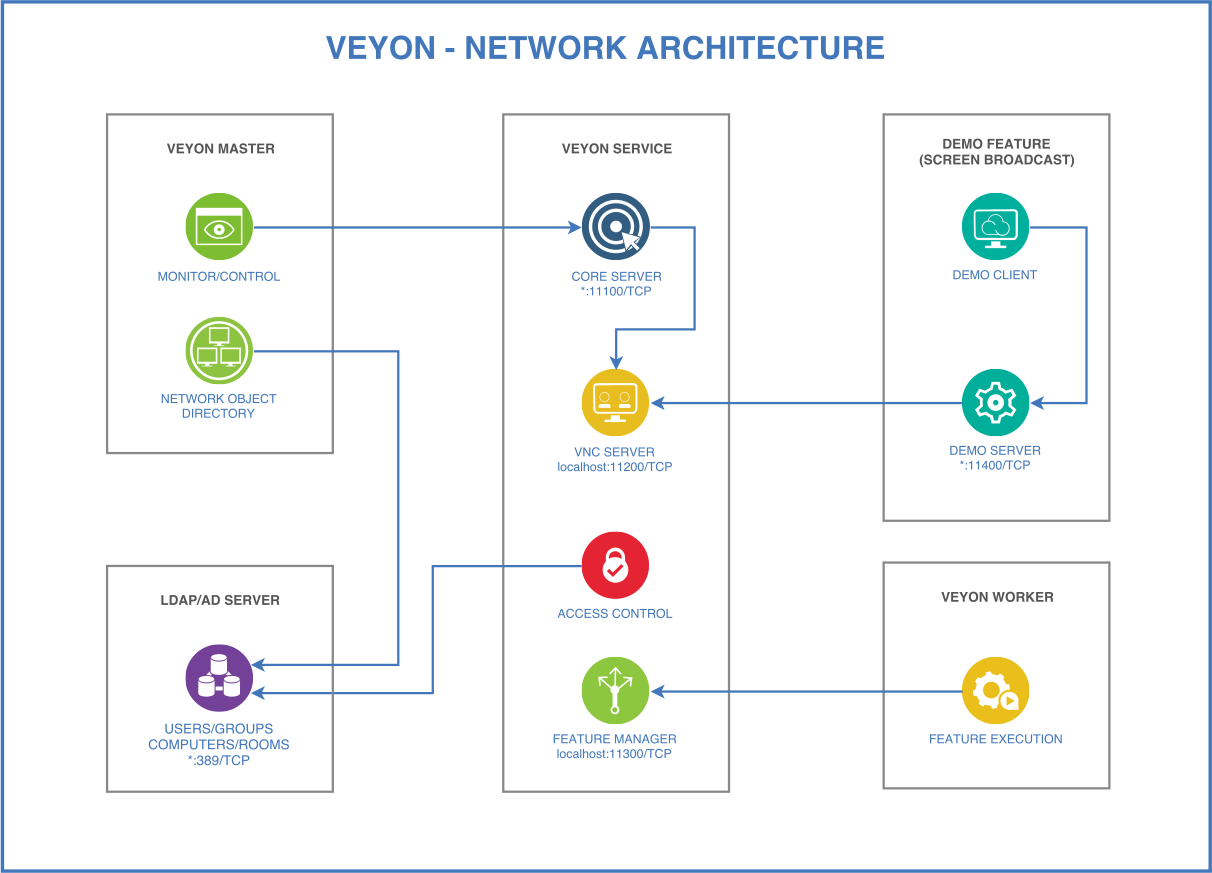 VEYON - NETWORK ARCHITECTURE
VEYON MASTER
MONITOR/CONTROL
NETWORK OBJECT
DIRECTORY
LDAP/AD SERVER
USERS/GROUPS
COMPUTERS/ROOMS
*:389/TCP
VEYON SERVICE
CORE SERVER
*:11100/TCP
VNC SERVER
localhost:11200/TCP
ACCESS CONTROL
FEATURE MANAGER
localhost:11300/TCP
DEMO FEATURE
(SCREEN BROADCAST)
DEMO CLIENT
DEMO SERVER
*:11400/TCP
VEYON WORKER
FEATURE EXECUTION